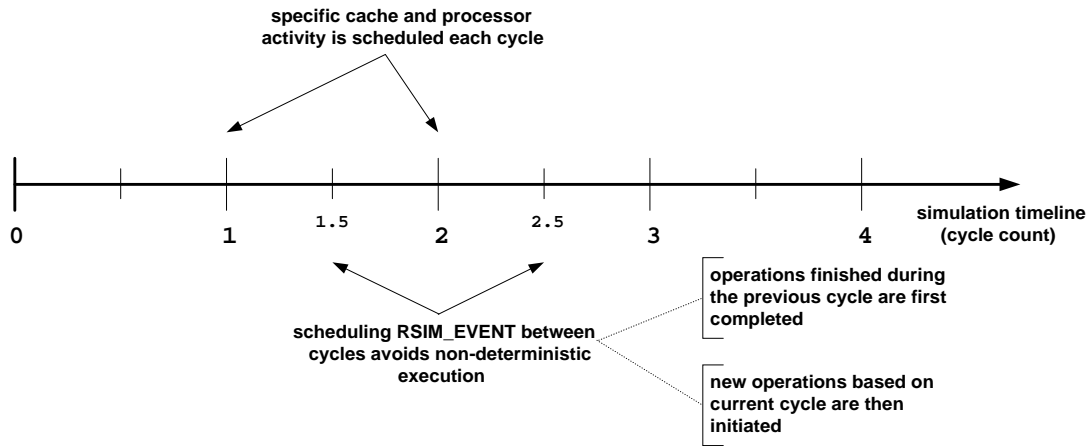 specific cache and processor
activity is scheduled each cycle
0
1
1.5
2
2.5
3
4
simulation timeline
(cycle count)
scheduling RSIM_EVENT between
cycles avoids non-deterministic
execution
operations finished during
the previous cycle are first
completed
new operations based on
current cycle are then
initiated